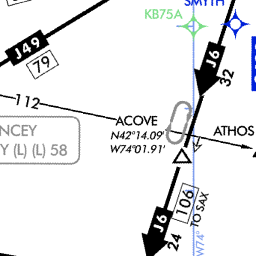 SMYTH
KB75A
J49
79
J6
32
112
ACOVE
N42°14.09'
W74°01.91'
ATHOS
NCEY
Y (L) (L) 58
106
TO SAX
J6
24
W74°